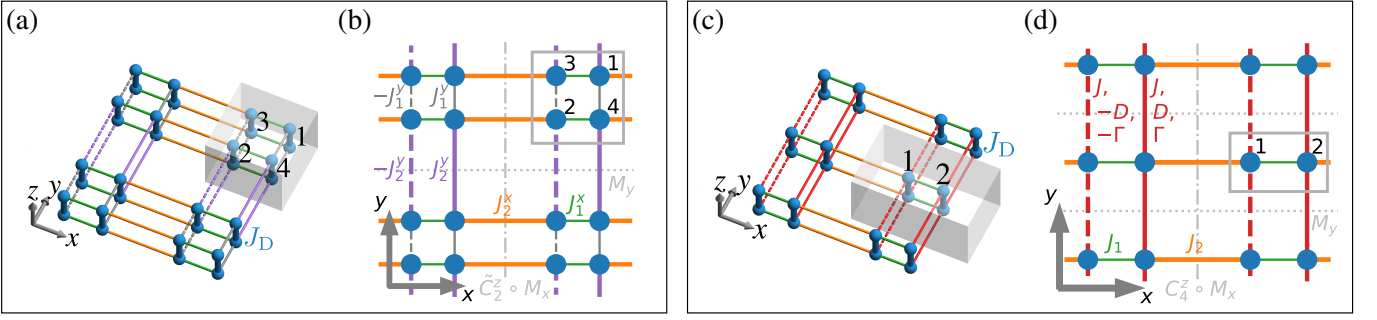 (a)
3
1
2
4
J_D
z
y
x
(b)
3
1
2
4
−J_1^y
J_1^y
−J_2^y
J_2^y
M_y
J_2^x
J_1^x
y
x
C̃_2^z ∘ M_x
(c)
1
2
J_D
z
y
x
(d)
J,
−D,
−Γ
J,
D,
Γ
1
2
M_y
J_1
J_2
y
x
C_4^z ∘ M_x